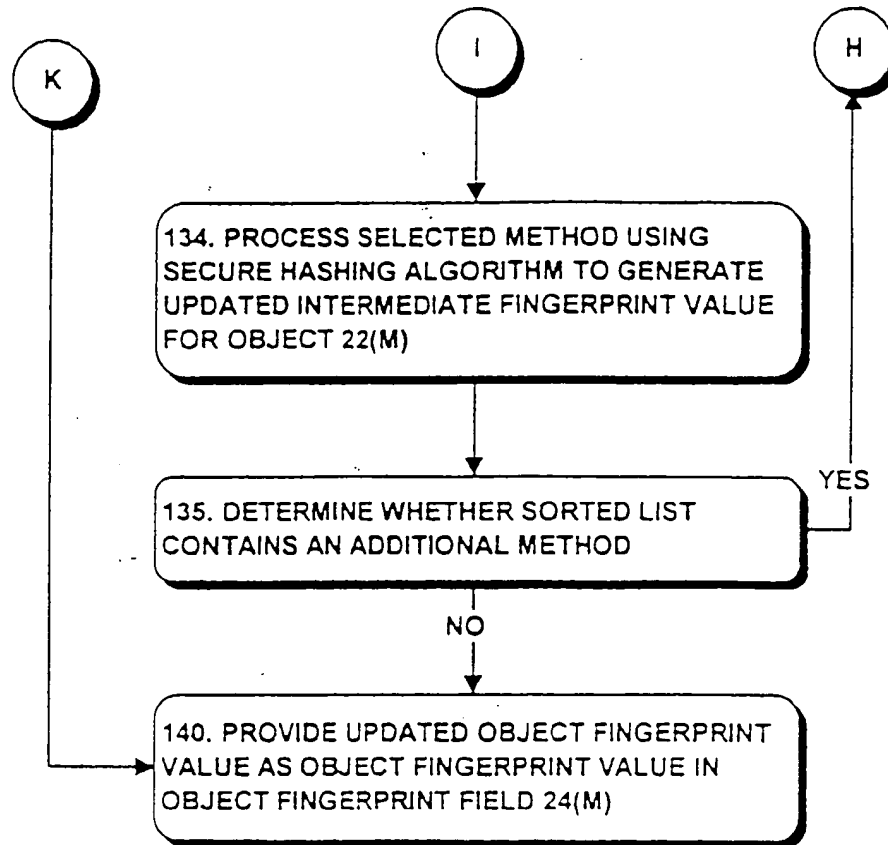 K
I
H
134. PROCESS SELECTED METHOD USING
SECURE HASHING ALGORITHM TO GENERATE
UPDATED INTERMEDIATE FINGERPRINT VALUE
FOR OBJECT 22(M)
YES
135. DETERMINE WHETHER SORTED LIST
CONTAINS AN ADDITIONAL METHOD
NO
140. PROVIDE UPDATED OBJECT FINGERPRINT
VALUE AS OBJECT FINGERPRINT VALUE IN
OBJECT FINGERPRINT FIELD 24(M)